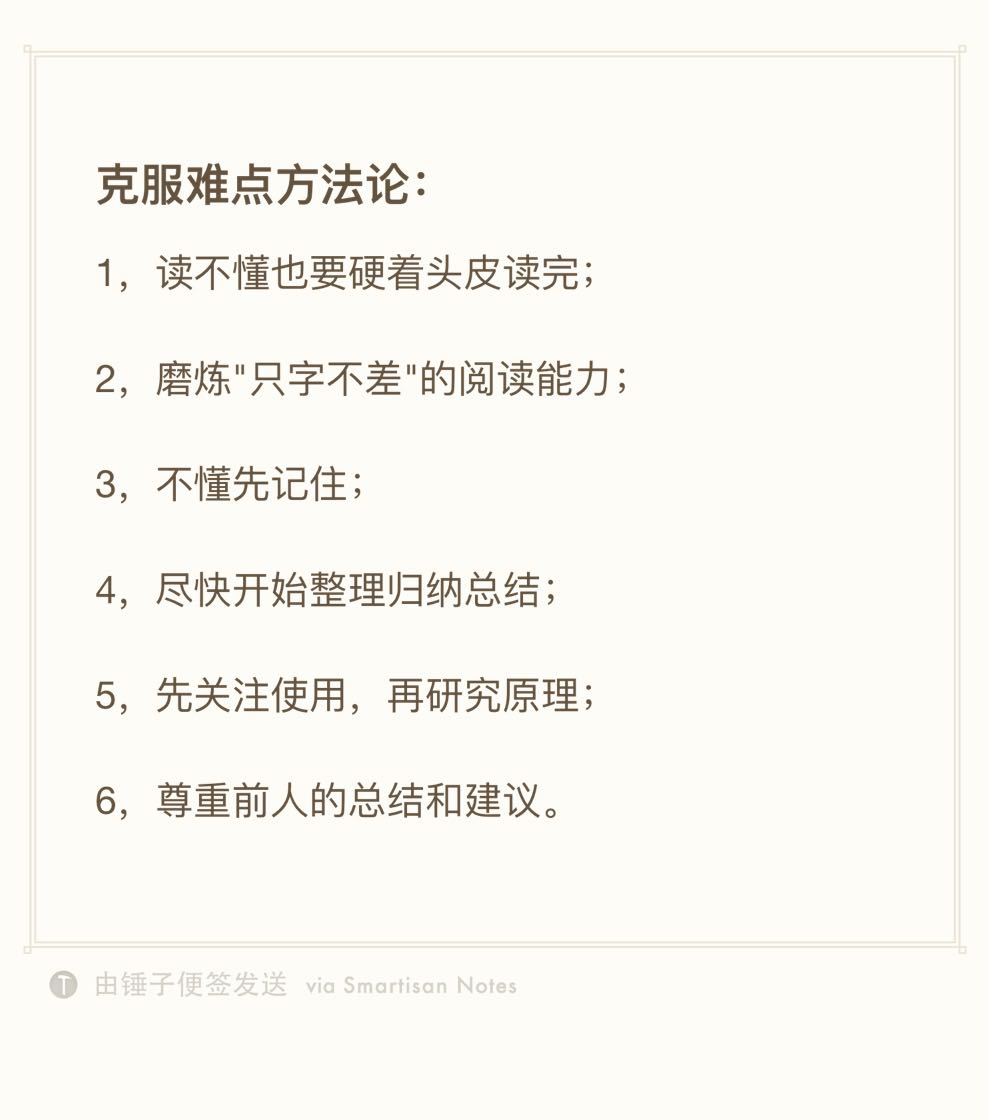 克服难点方法论：
1，读不懂也要硬着头皮读完；
2，磨炼"只字不差"的阅读能力；
3，不懂先记住；
4，尽快开始整理归纳总结；
5，先关注使用，再研究原理；
6，尊重前人的总结和建议。
T 由锤子便签发送 via Smartisan Notes